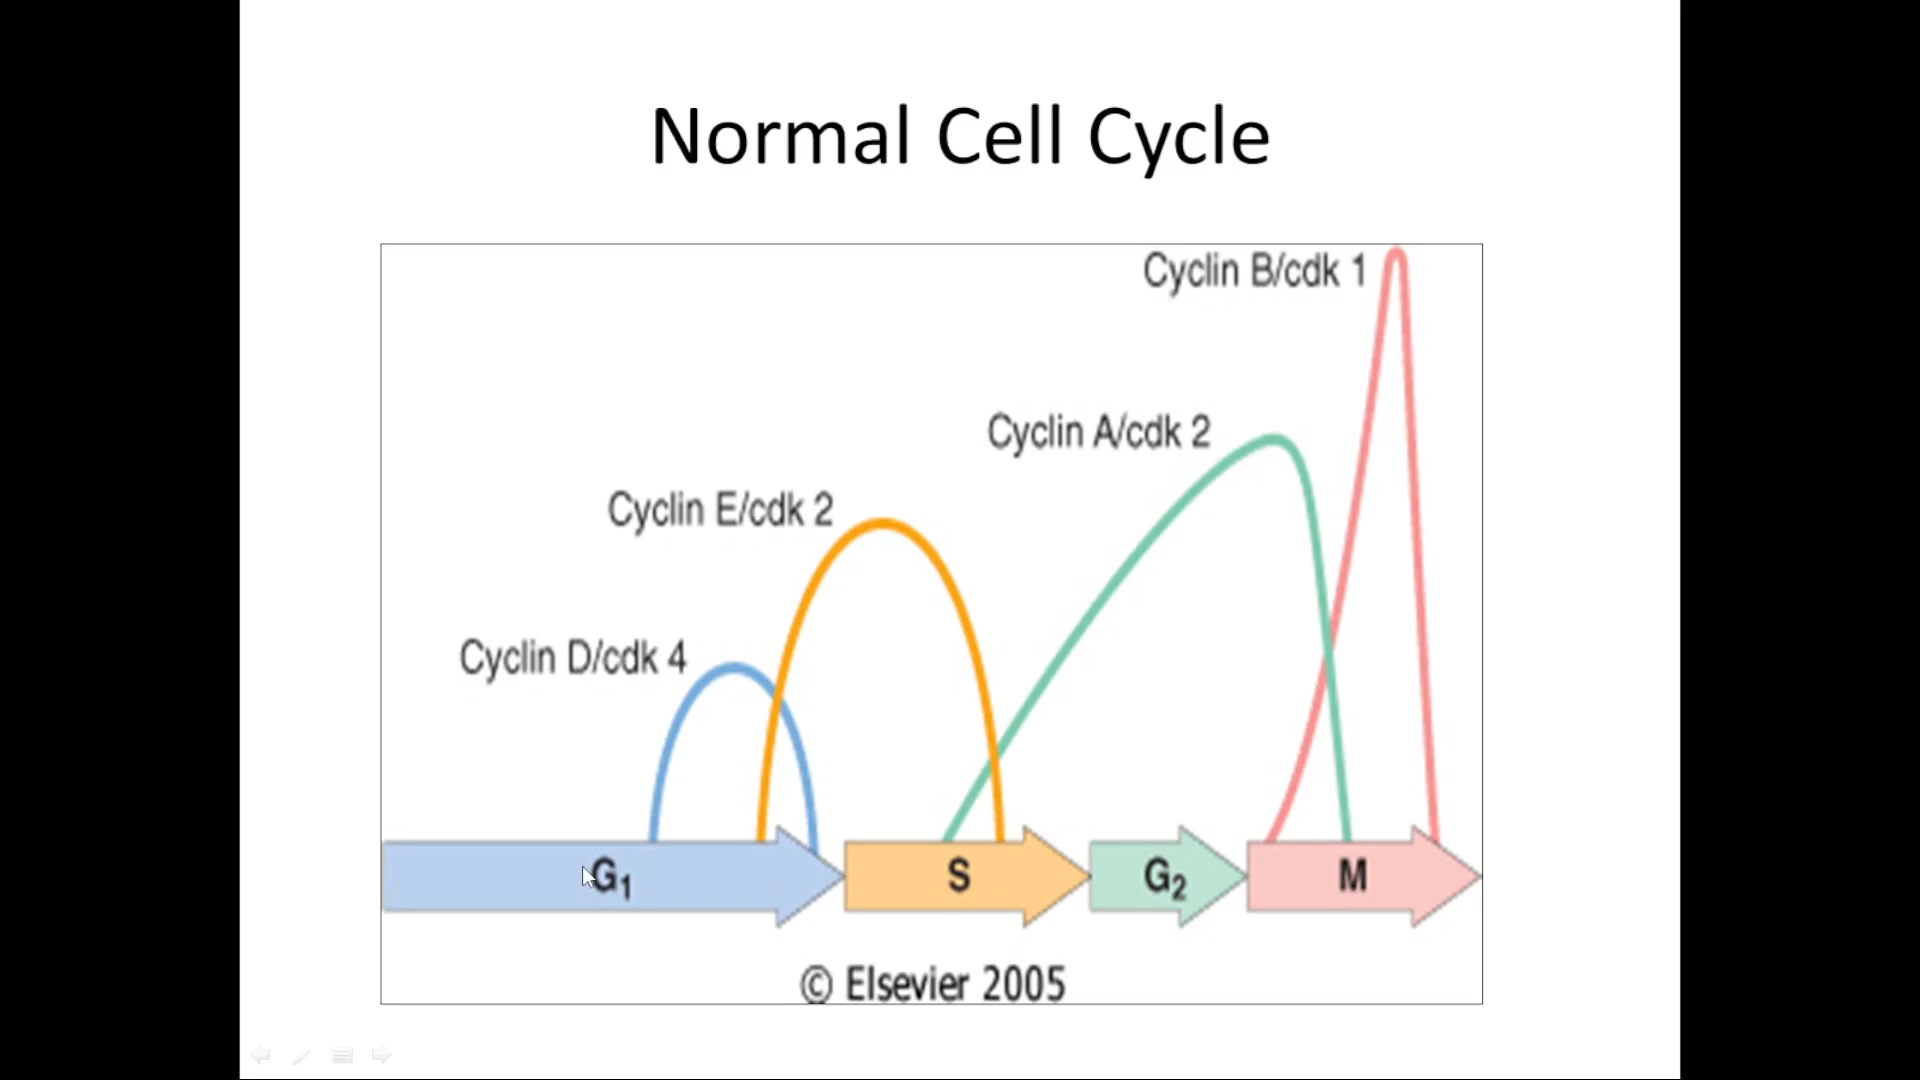 Normal Cell Cycle
Cyclin B/cdk 1
Cyclin A/cdk 2
Cyclin E/cdk 2
Cyclin D/cdk 4
G₁
S
G₂
M
© Elsevier 2005